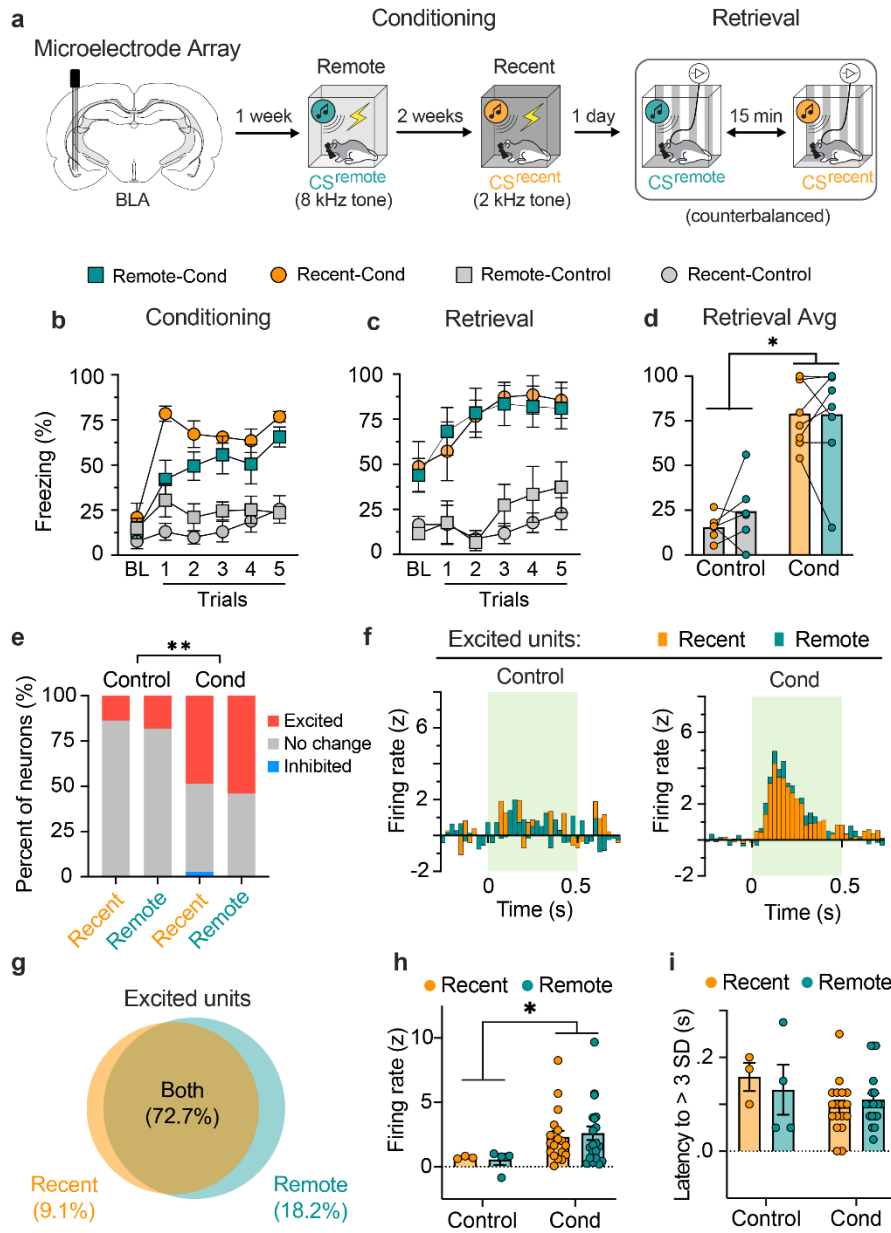 a
Conditioning
Retrieval
Microelectrode Array
Remote
Recent
1 week
2 weeks
1 day
15 min
BLA
CSremote
(8 kHz tone)
CSrecent
(2 kHz tone)
CSremote
CSrecent
(counterbalanced)
Remote-Cond
Recent-Cond
Remote-Control
Recent-Control
b
Conditioning
Freezing (%)
100
75
50
25
0
BL 1 2 3 4 5
Trials
c
Retrieval
100
75
50
25
0
BL 1 2 3 4 5
Trials
d
Retrieval Avg
*
100
75
50
25
0
Control Cond
e
**
Control Cond
Percent of neurons (%)
100
75
50
25
0
Excited
No change
Inhibited
Recent Remote Recent Remote
f
Excited units: Recent Remote
Control
Firing rate (z)
8
4
2
-2
0 0.5
Time (s)
Cond
Firing rate (z)
8
4
2
-2
0 0.5
Time (s)
g
Excited units
Both
(72.7%)
Recent
(9.1%)
Remote
(18.2%)
h
Recent Remote
*
Firing rate (z)
10
5
0
Control Cond
i
Recent Remote
Latency to > 3 SD (s)
.2
.0
Control Cond